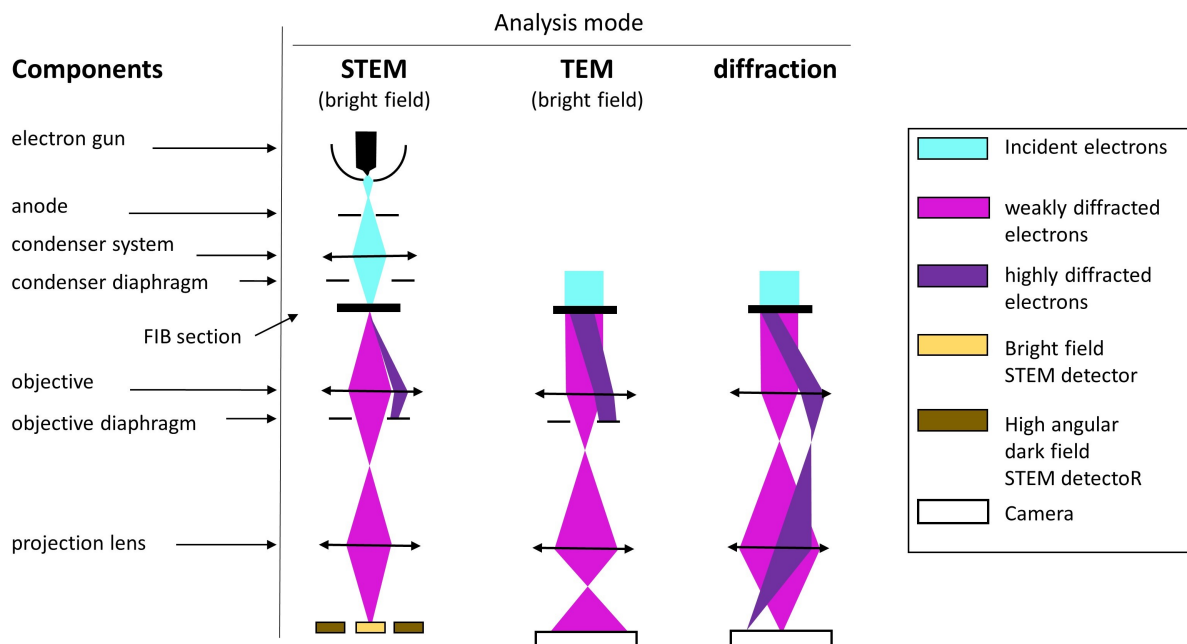 Analysis mode
Components
STEM
(bright field)
TEM
(bright field)
diffraction
electron gun
anode
condenser system
condenser diaphragm
FIB section
objective
objective diaphragm
projection lens
Incident electrons
weakly diffracted
electrons
highly diffracted
electrons
Bright field
STEM detector
High angular
dark field
STEM detectoR
Camera